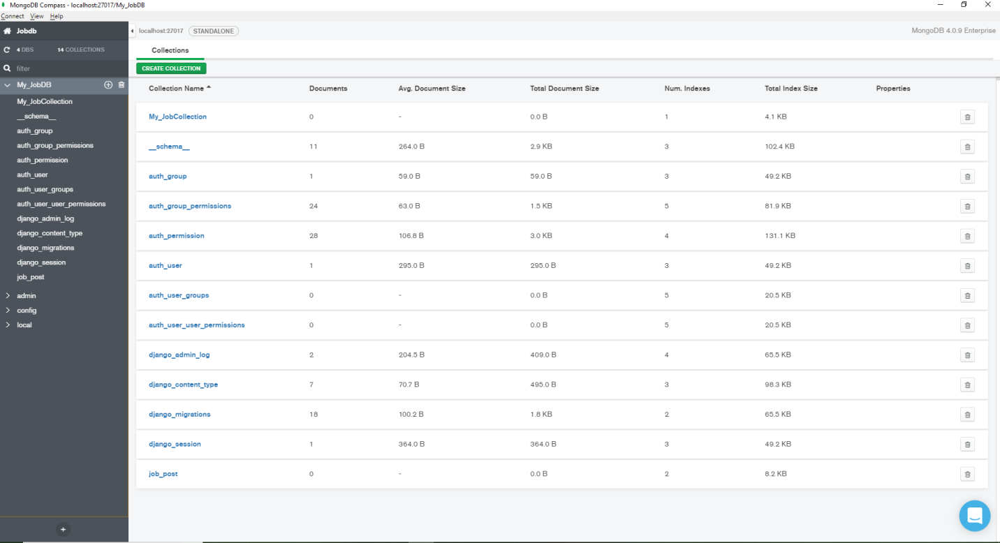 MongoDB Compass - localhost:27017/My_JobDB
Connect View Help
Jobdb
localhost:27017 STANDALONE
MongoDB 4.0.9 Enterprise
4 DBS 14 COLLECTIONS
filter
My_JobDB
My_JobCollection
__schema__
auth_group
auth_group_permissions
auth_permission
auth_user
auth_user_groups
auth_user_user_permissions
django_admin_log
django_content_type
django_migrations
django_session
job_post
admin
config
local
Collections
CREATE COLLECTION
Collection Name Documents Avg. Document Size Total Document Size Num. Indexes Total Index Size Properties
My_JobCollection 0 - 0.0 B 1 4.1 KB
__schema__ 11 264.0 B 2.9 KB 3 102.4 KB
auth_group 1 59.0 B 59.0 B 3 49.2 KB
auth_group_permissions 24 63.0 B 1.5 KB 5 81.9 KB
auth_permission 28 106.8 B 3.0 KB 4 131.1 KB
auth_user 1 295.0 B 295.0 B 3 49.2 KB
auth_user_groups 0 - 0.0 B 5 20.5 KB
auth_user_user_permissions 0 - 0.0 B 5 20.5 KB
django_admin_log 2 204.5 B 409.0 B 4 65.5 KB
django_content_type 7 70.7 B 495.0 B 3 98.3 KB
django_migrations 18 100.2 B 1.8 KB 2 65.5 KB
django_session 1 364.0 B 364.0 B 3 49.2 KB
job_post 0 - 0.0 B 2 8.2 KB